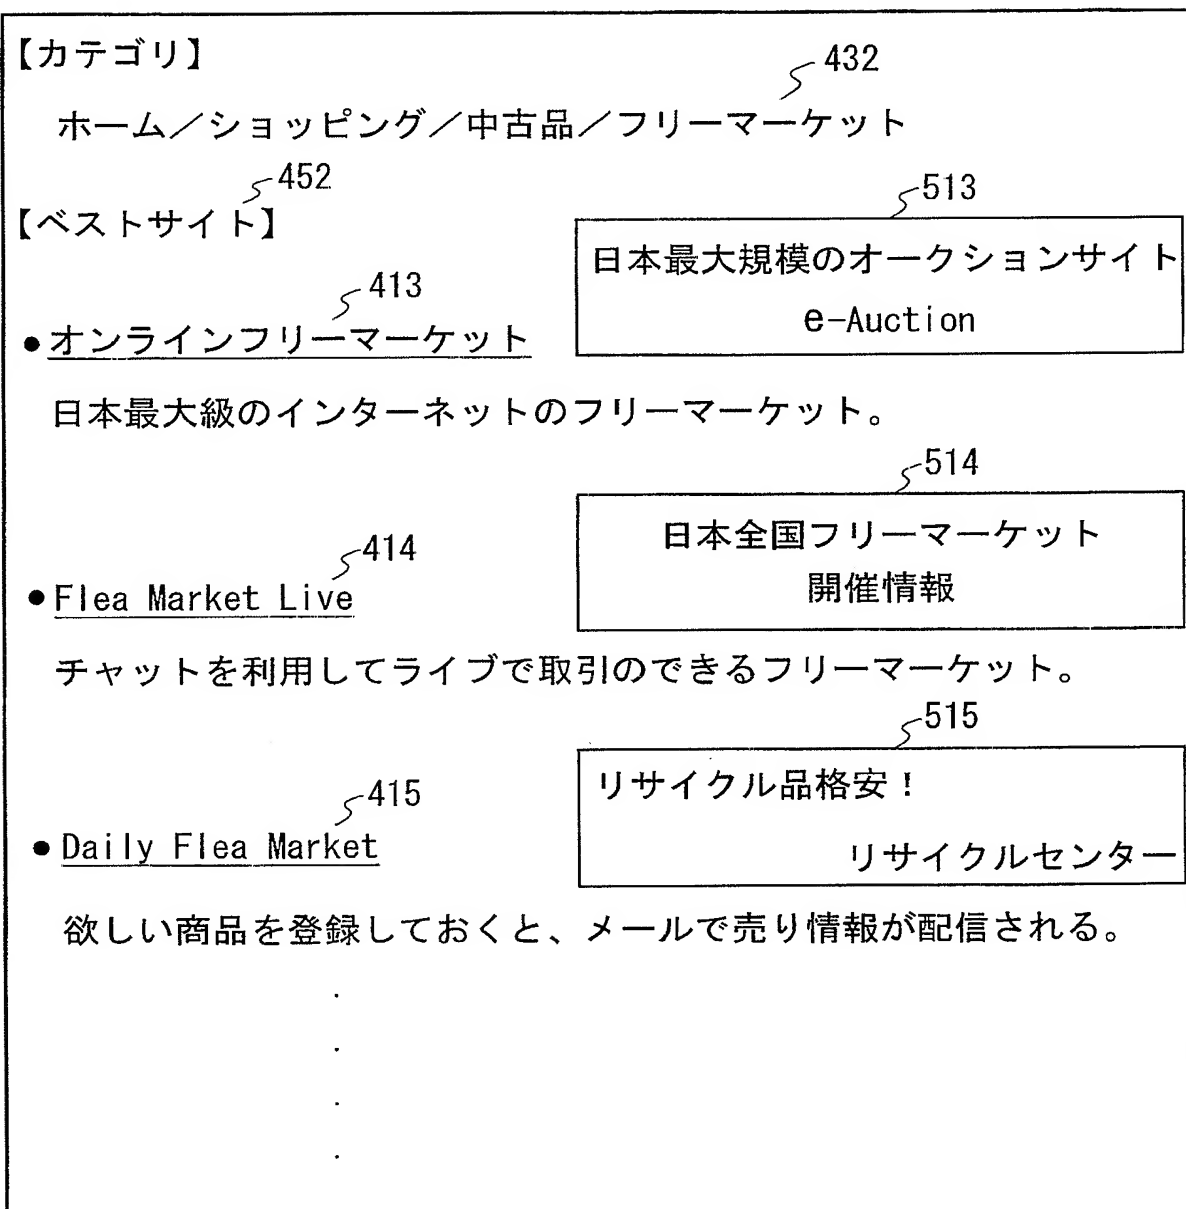 【カテゴリ】
432
ホーム／ショッピング／中古品／フリーマーケット
452
【ベストサイト】
513
日本最大規模のオークションサイト
e-Auction
413
●オンラインフリーマーケット
日本最大級のインターネットのフリーマーケット。
514
日本全国フリーマーケット
開催情報
414
●Flea Market Live
チャットを利用してライブで取引のできるフリーマーケット。
515
リサイクル品格安！
リサイクルセンター
415
●Daily Flea Market
欲しい商品を登録しておくと、メールで売り情報が配信される。
.
.
.
.